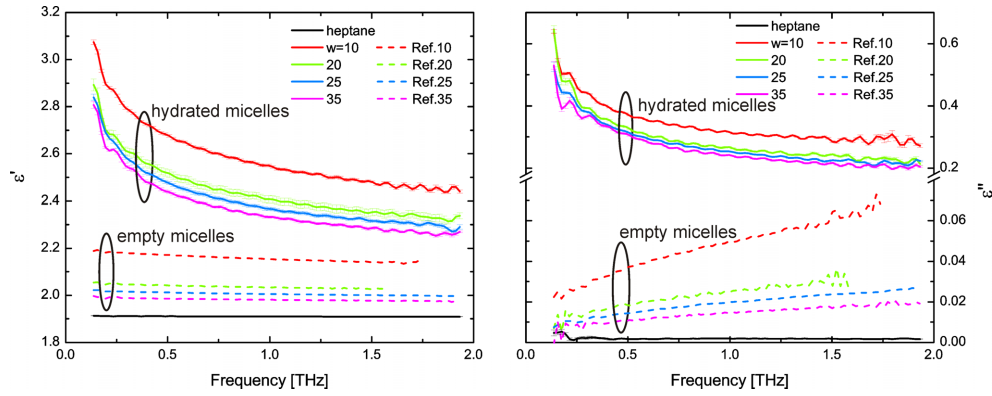 heptane
w=10 Ref.10
20 Ref.20
25 Ref.25
35 Ref.35
hydrated micelles
empty micelles
3.2
3.0
2.8
2.6
2.4
2.2
2.0
1.8
ε'
0.0 0.5 1.0 1.5 2.0
Frequency [THz]
heptane
w=10 Ref.10
20 Ref.20
25 Ref.25
35 Ref.35
hydrated micelles
empty micelles
0.6
0.4
0.2
0.06
0.04
0.02
0.00
ε"
0.0 0.5 1.0 1.5 2.0
Frequency [THz]